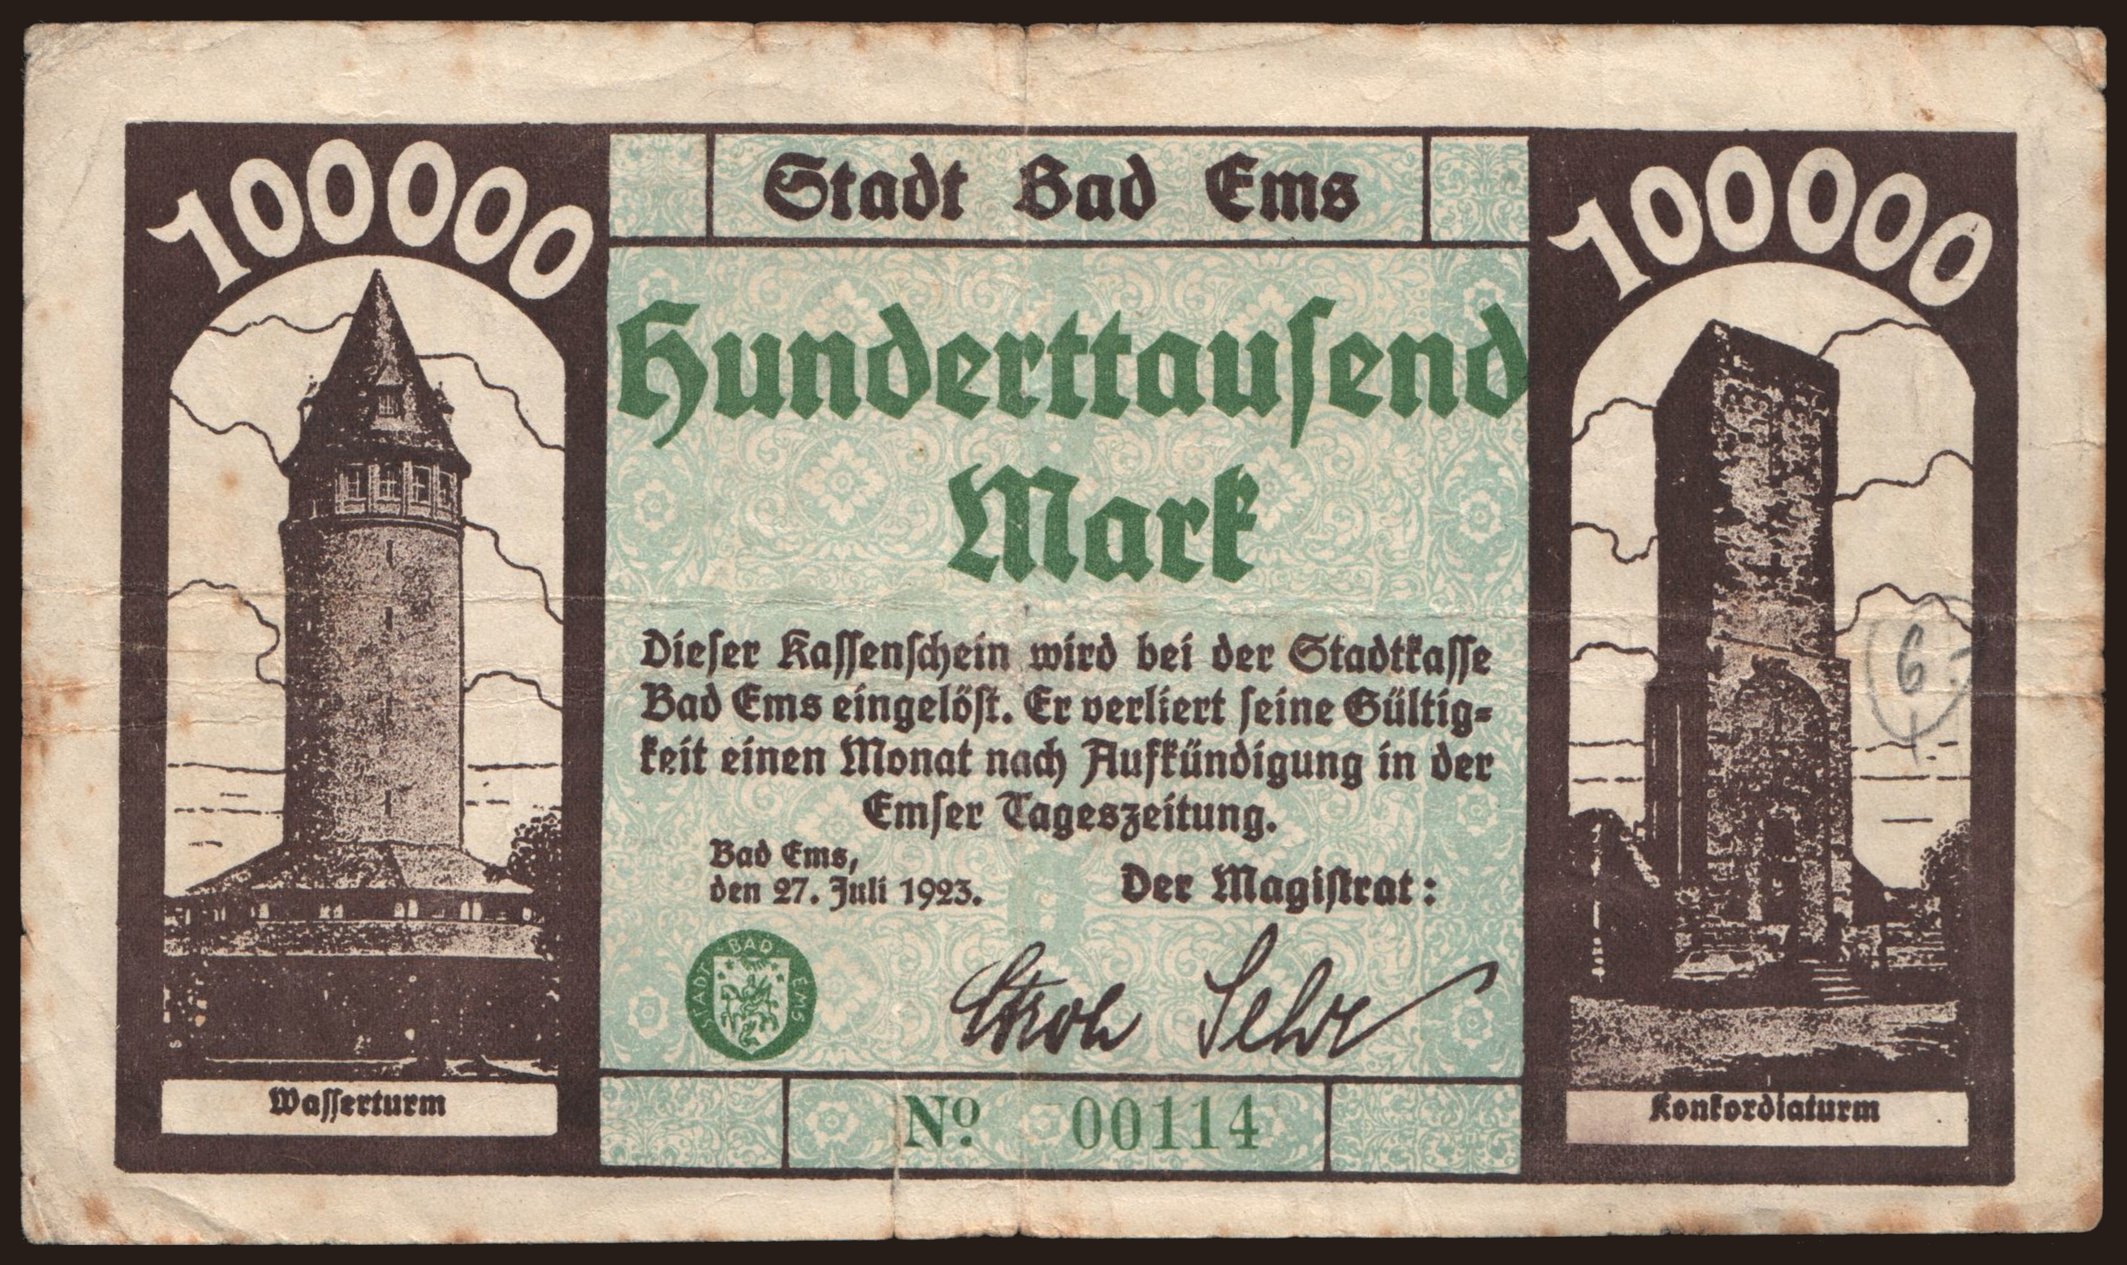 100000
Stadt Bad Ems
100000
Hunderttauſend
Mark
Dieſer Kaſſenſchein wird bei der Stadtkaſſe
Bad Ems eingelöſt. Er verliert ſeine Gültig⸗
keit einen Monat nach Aufkündigung in der
Emſer Tageszeitung.
Bad Ems,
den 27. Juli 1923.
Der Magiſtrat:
STADT BAD EMS
Stroh
Wafſerturm
No. 00114
Konkordiaturm
6.-